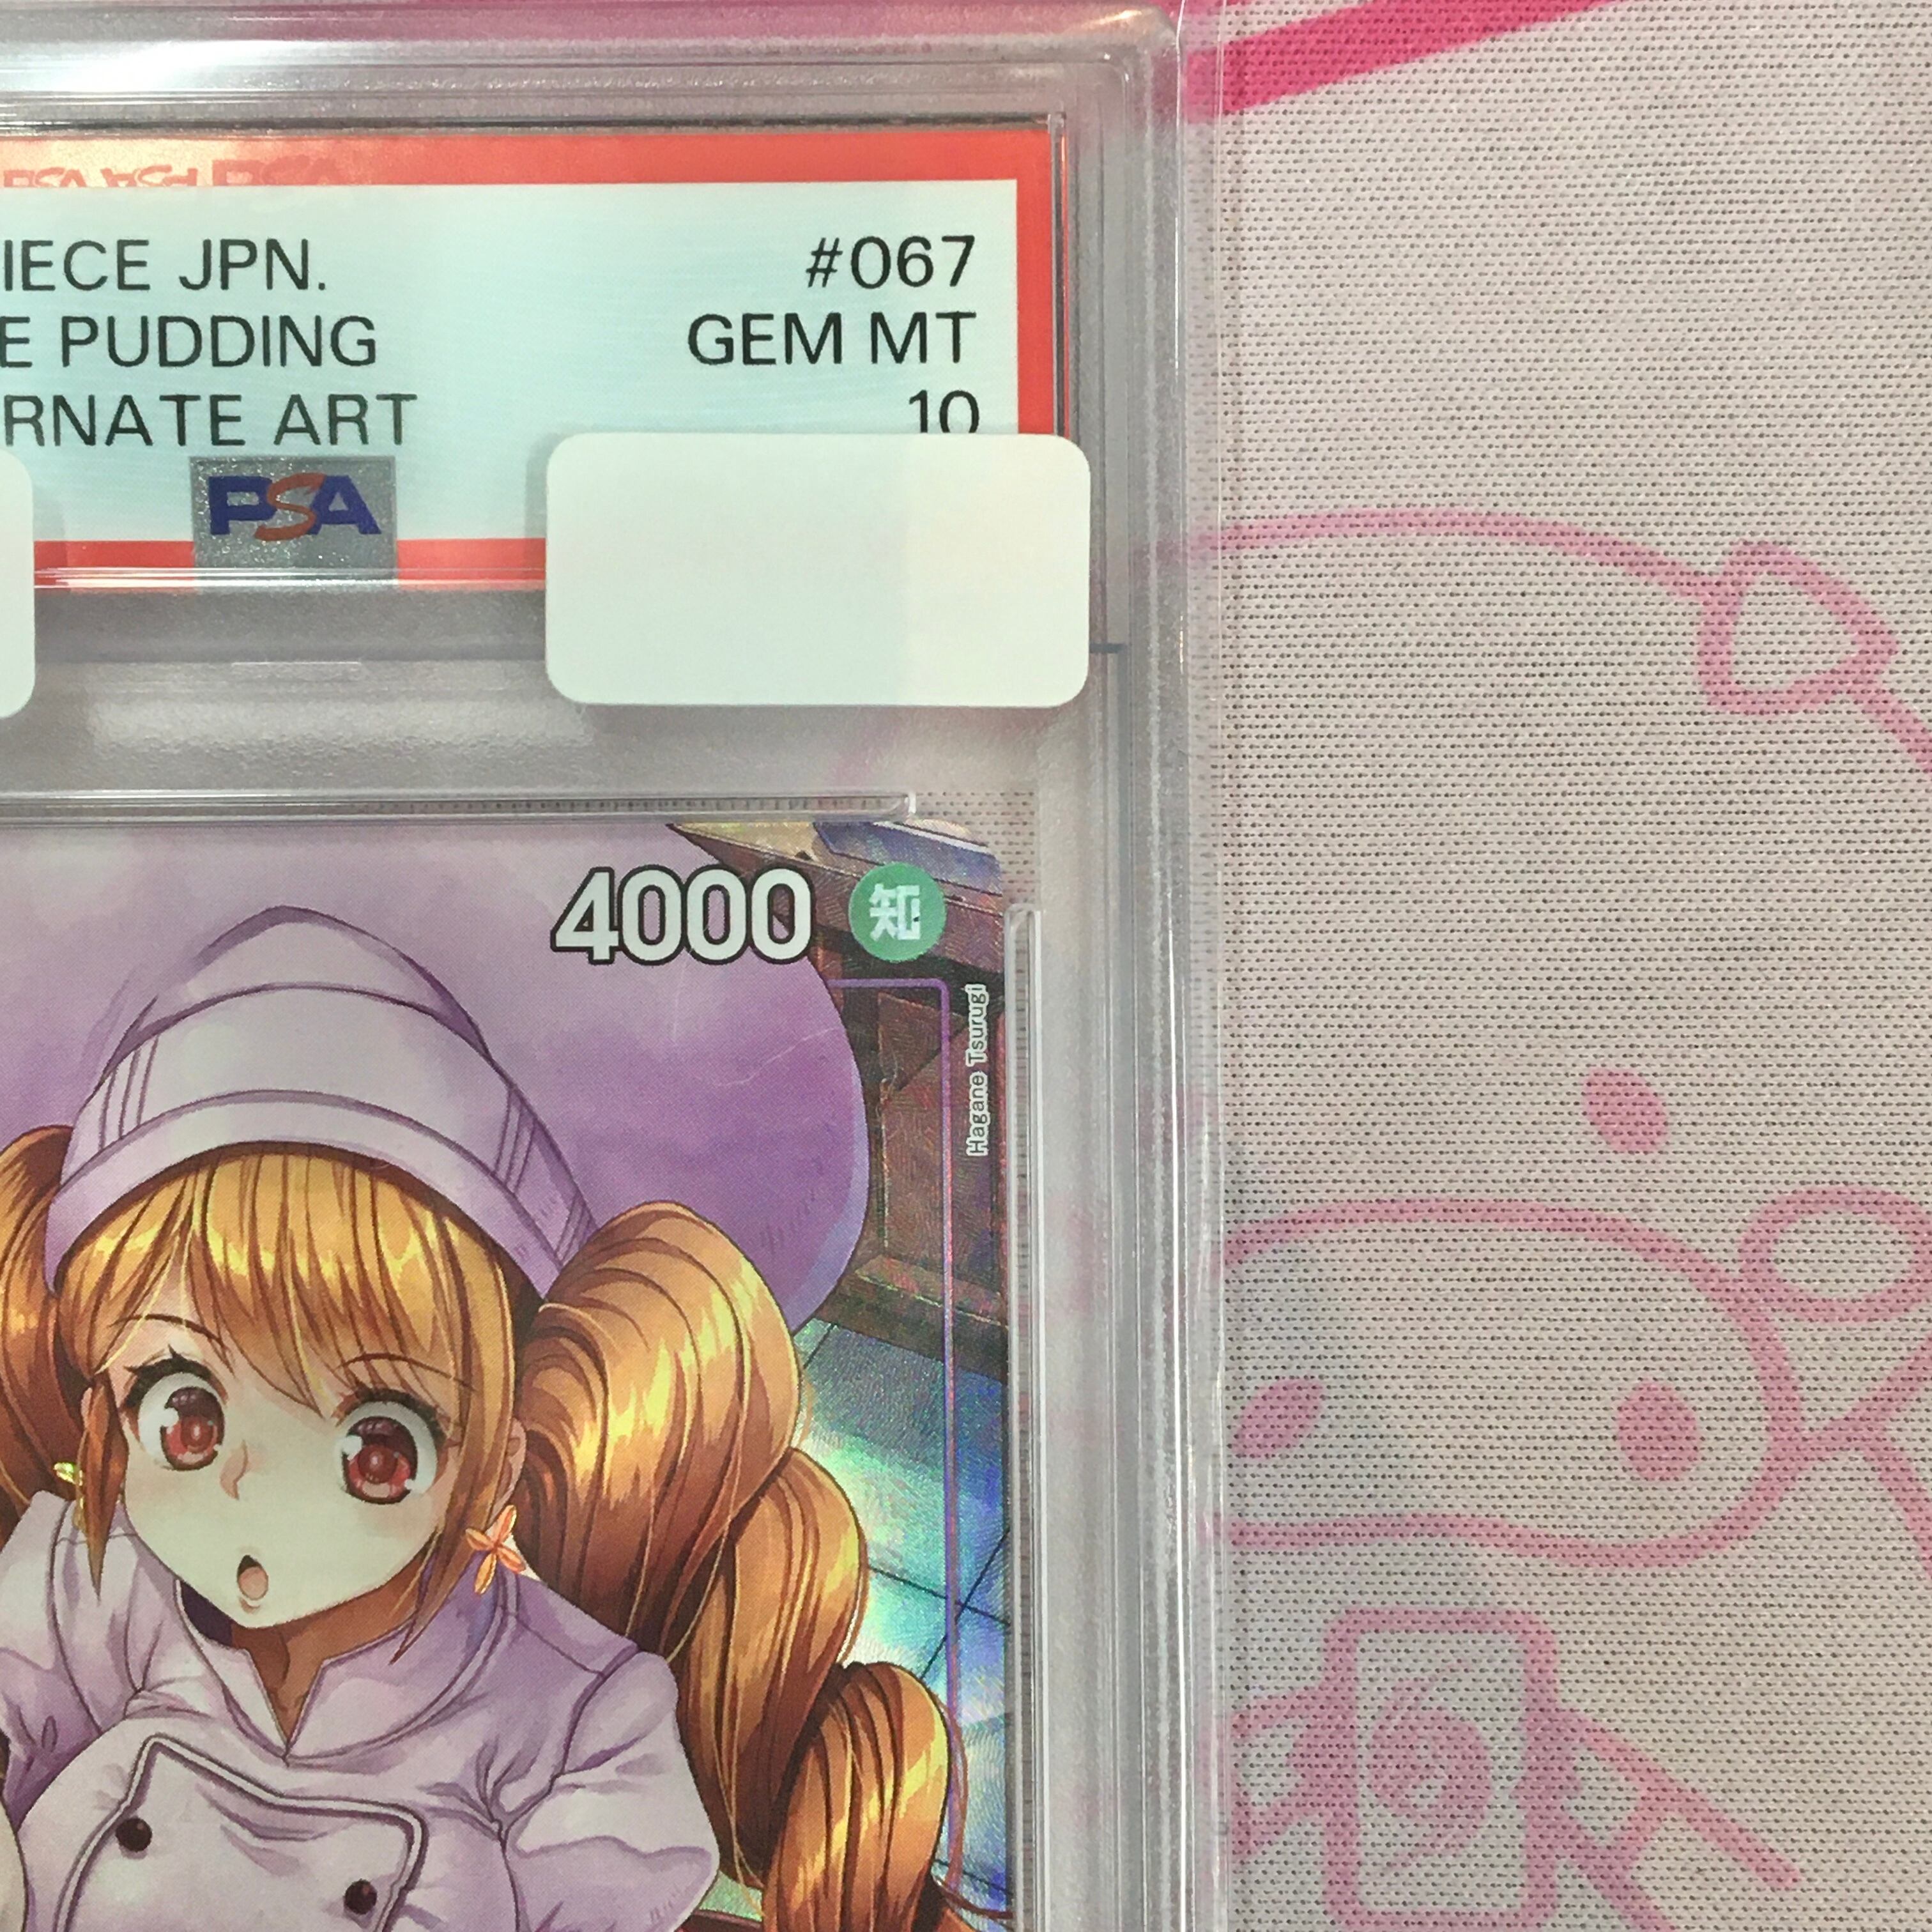 IECE JPN. #067
E PUDDING GEM MT
RNATE ART 10
PSA
4000 知
Hagane Tsurugi